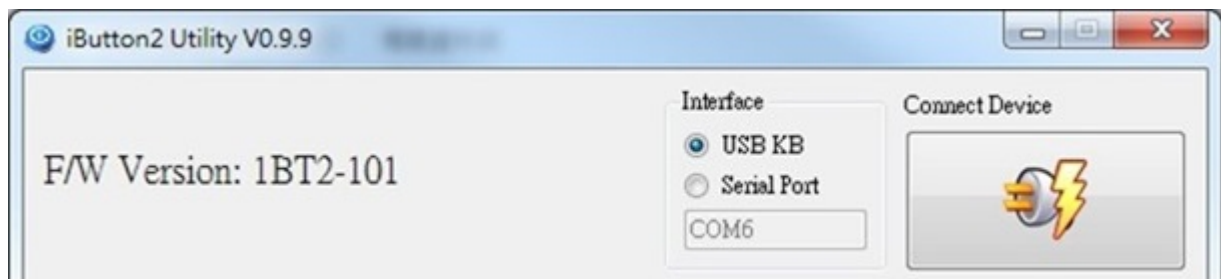 iButton2 Utility V0.9.9
Interface
Connect Device
USB KB
F/W Version: 1BT2-101
Serial Port
COM6